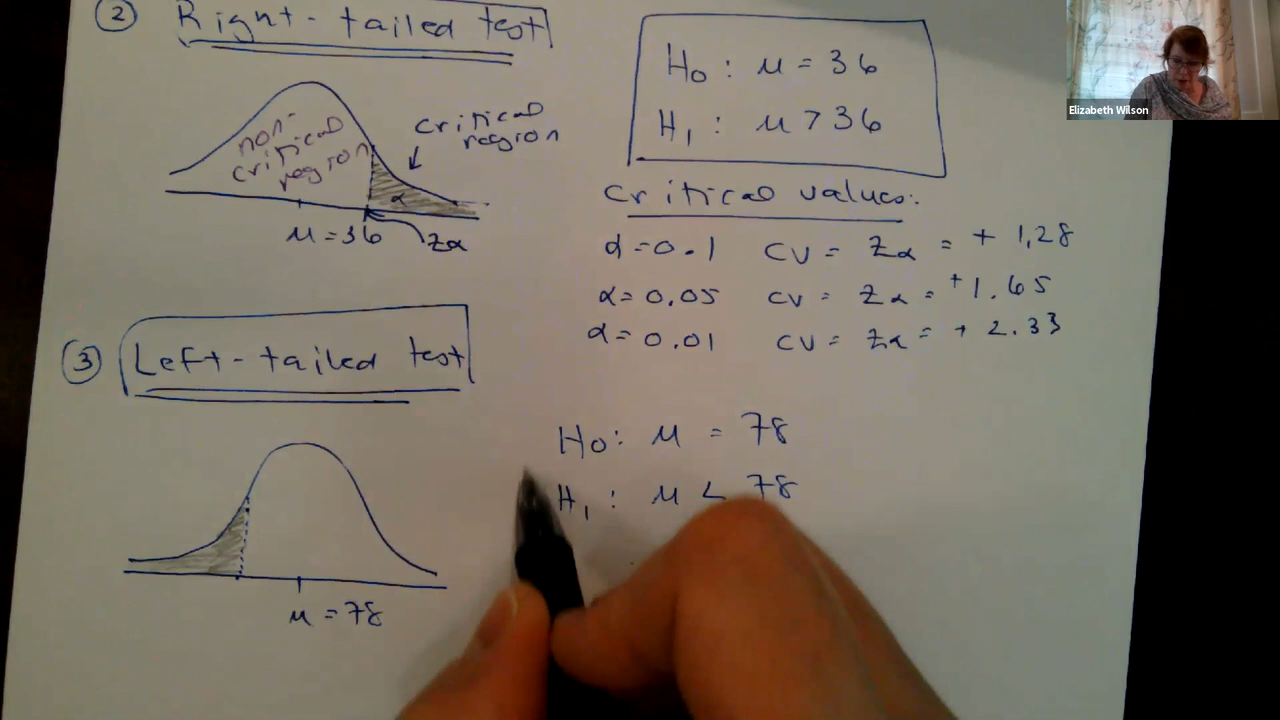 ② Right-tailed test
H₀ : μ = 36
H₁ : μ > 36
non-
critical
region
critical
region
α
μ = 36
Zα
Critical values:
α = 0.1 CV = Zα = + 1.28
α = 0.05 CV = Zα = +1.65
α = 0.01 CV = Zα = + 2.33
③ Left-tailed test
H₀: μ = 78
H₁ : μ < 78
μ = 78
Elizabeth Wilson